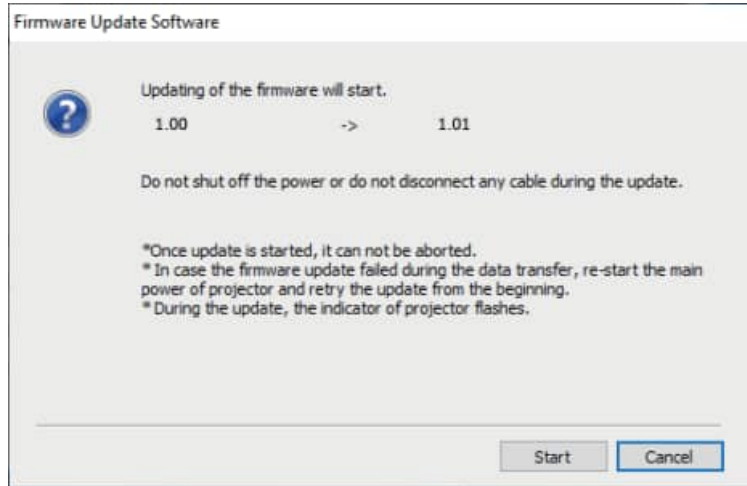 Firmware Update Software
Updating of the firmware will start.
1.00 -> 1.01
Do not shut off the power or do not disconnect any cable during the update.
*Once update is started, it can not be aborted.
* In case the firmware update failed during the data transfer, re-start the main
power of projector and retry the update from the beginning.
* During the update, the indicator of projector flashes.
Start Cancel